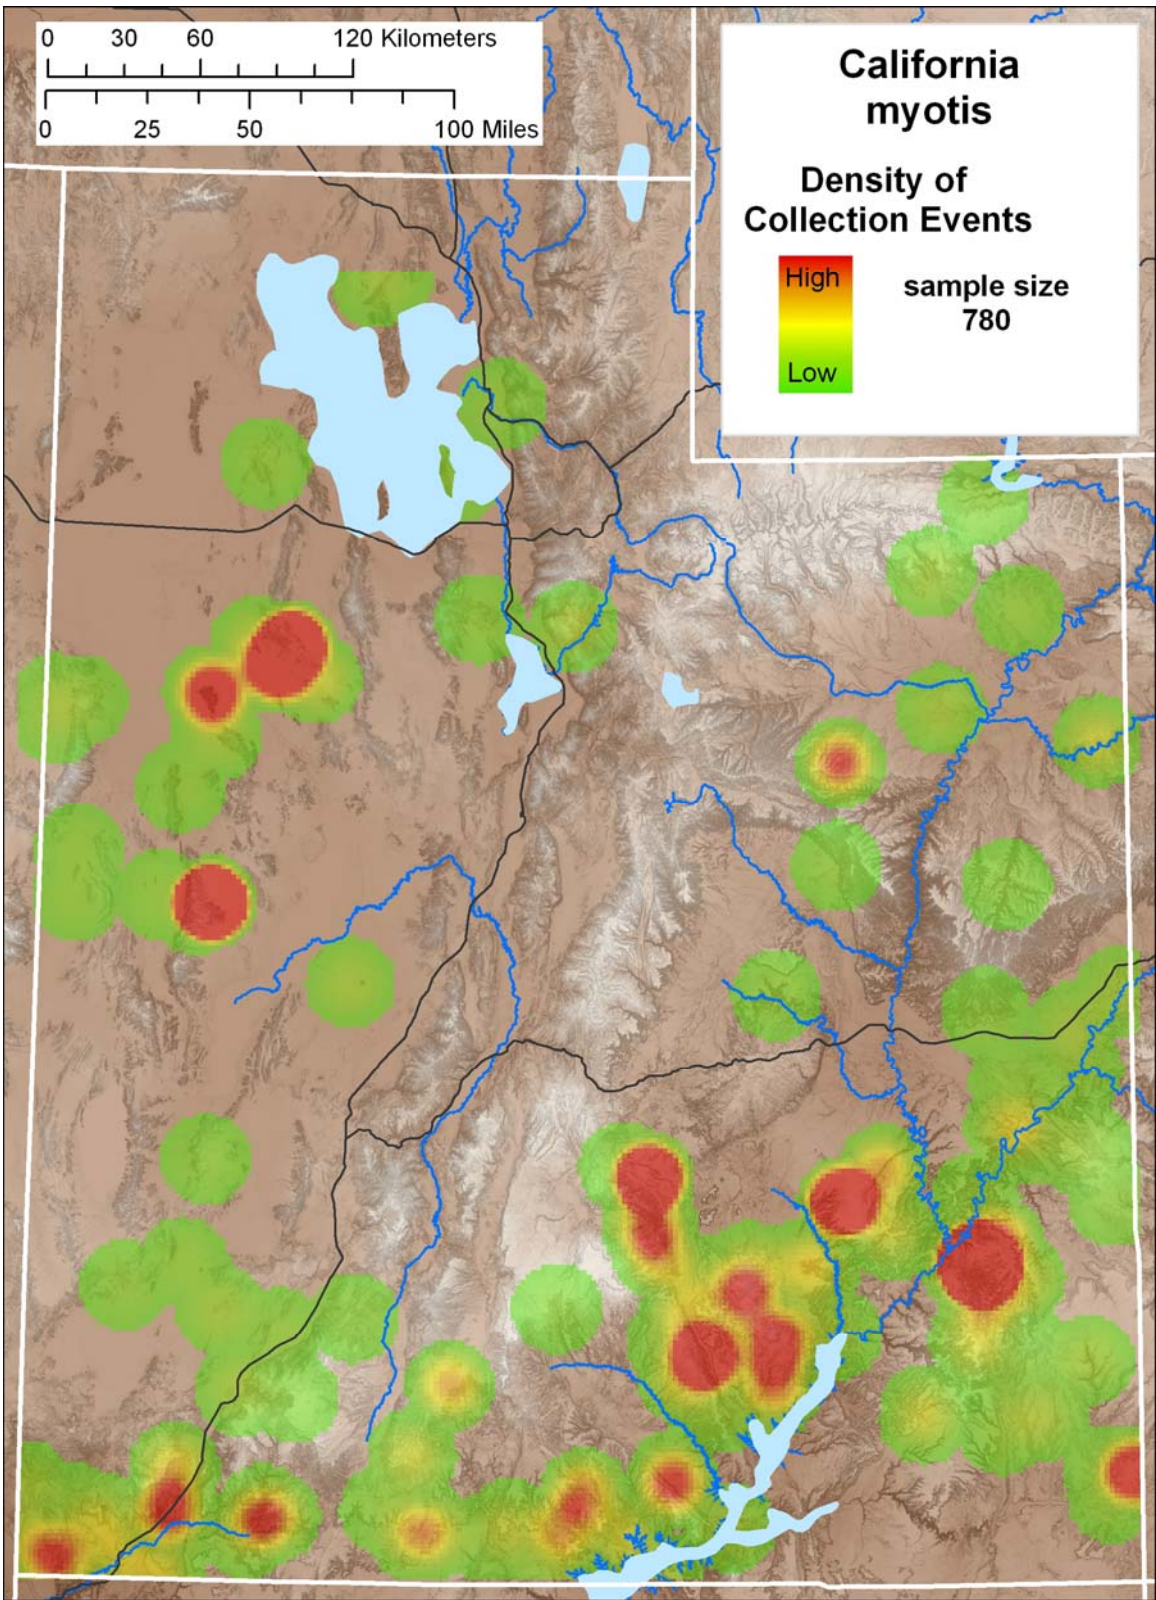 0 30 60 120 Kilometers
0 25 50 100 Miles
California
myotis
Density of
Collection Events
High
Low
sample size
780